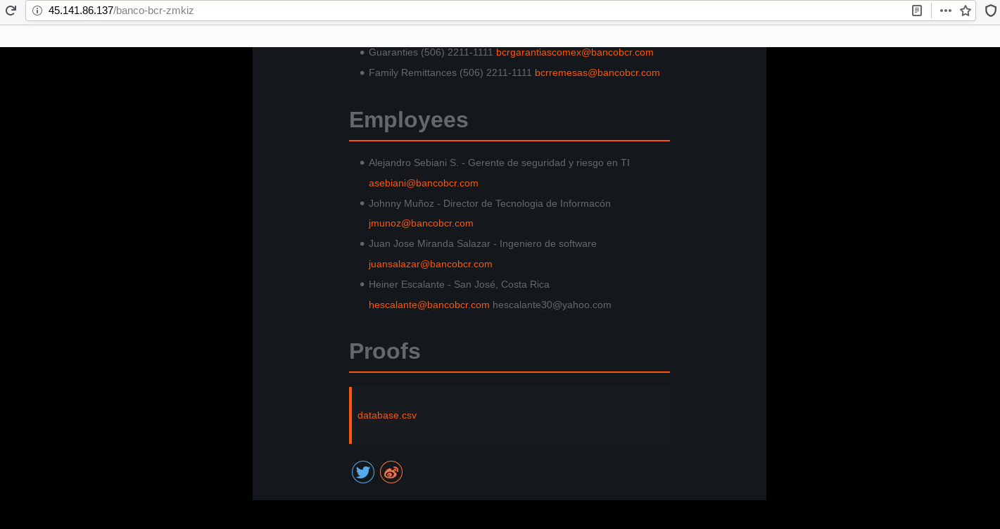 45.141.86.137/banco-bcr-zmkiz
Guaranties (506) 2211-1111 bcrgarantiascomex@bancobcr.com
Family Remittances (506) 2211-1111 bcrremesas@bancobcr.com
Employees
Alejandro Sebiani S. - Gerente de seguridad y riesgo en TI
asebiani@bancobcr.com
Johnny Muñoz - Director de Tecnologia de Informacón
jmunoz@bancobcr.com
Juan Jose Miranda Salazar - Ingeniero de software
juansalazar@bancobcr.com
Heiner Escalante - San José, Costa Rica
hescalante@bancobcr.com hescalante30@yahoo.com
Proofs
database.csv